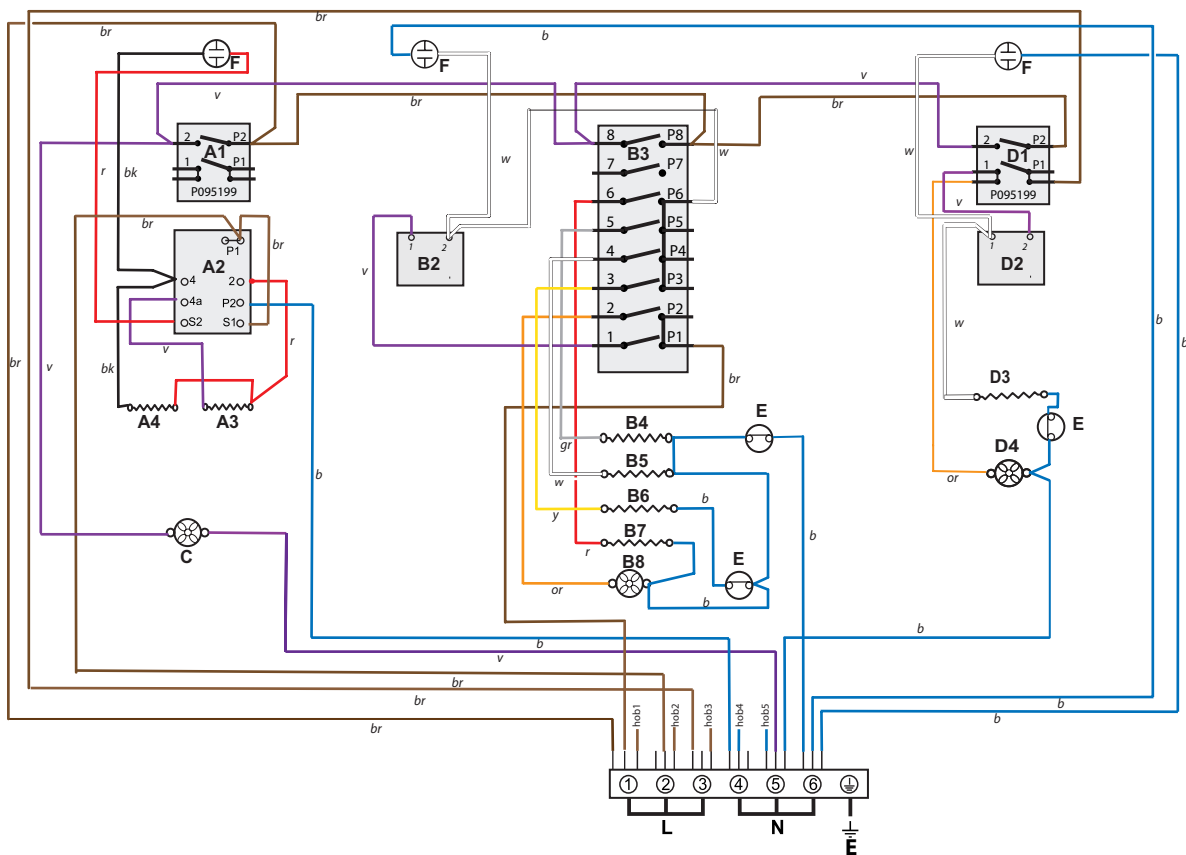 br
br
b
F
F
F
v
br
v
br
2
P2
A1
1
P1
P095199
8
P8
B3
7
P7
6
P6
5
P5
4
P4
3
P3
2
P2
1
P1
2
P2
D1
1
P1
P095199
r
bk
w
w
w
v
br
br
P1
A2
4
2
4a
P2
S2
S1
1
2
B2
1
2
D2
v
v
r
b
b
br
v
bk
w
br
A4
A3
D3
E
B4
E
gr
B5
D4
w
or
B6
b
y
b
B7
r
B8
E
C
or
b
b
b
b
v
br
br
br
b
b
hob1
hob2
hob3
hob4
hob5
1
2
3
4
5
6
L
N
E